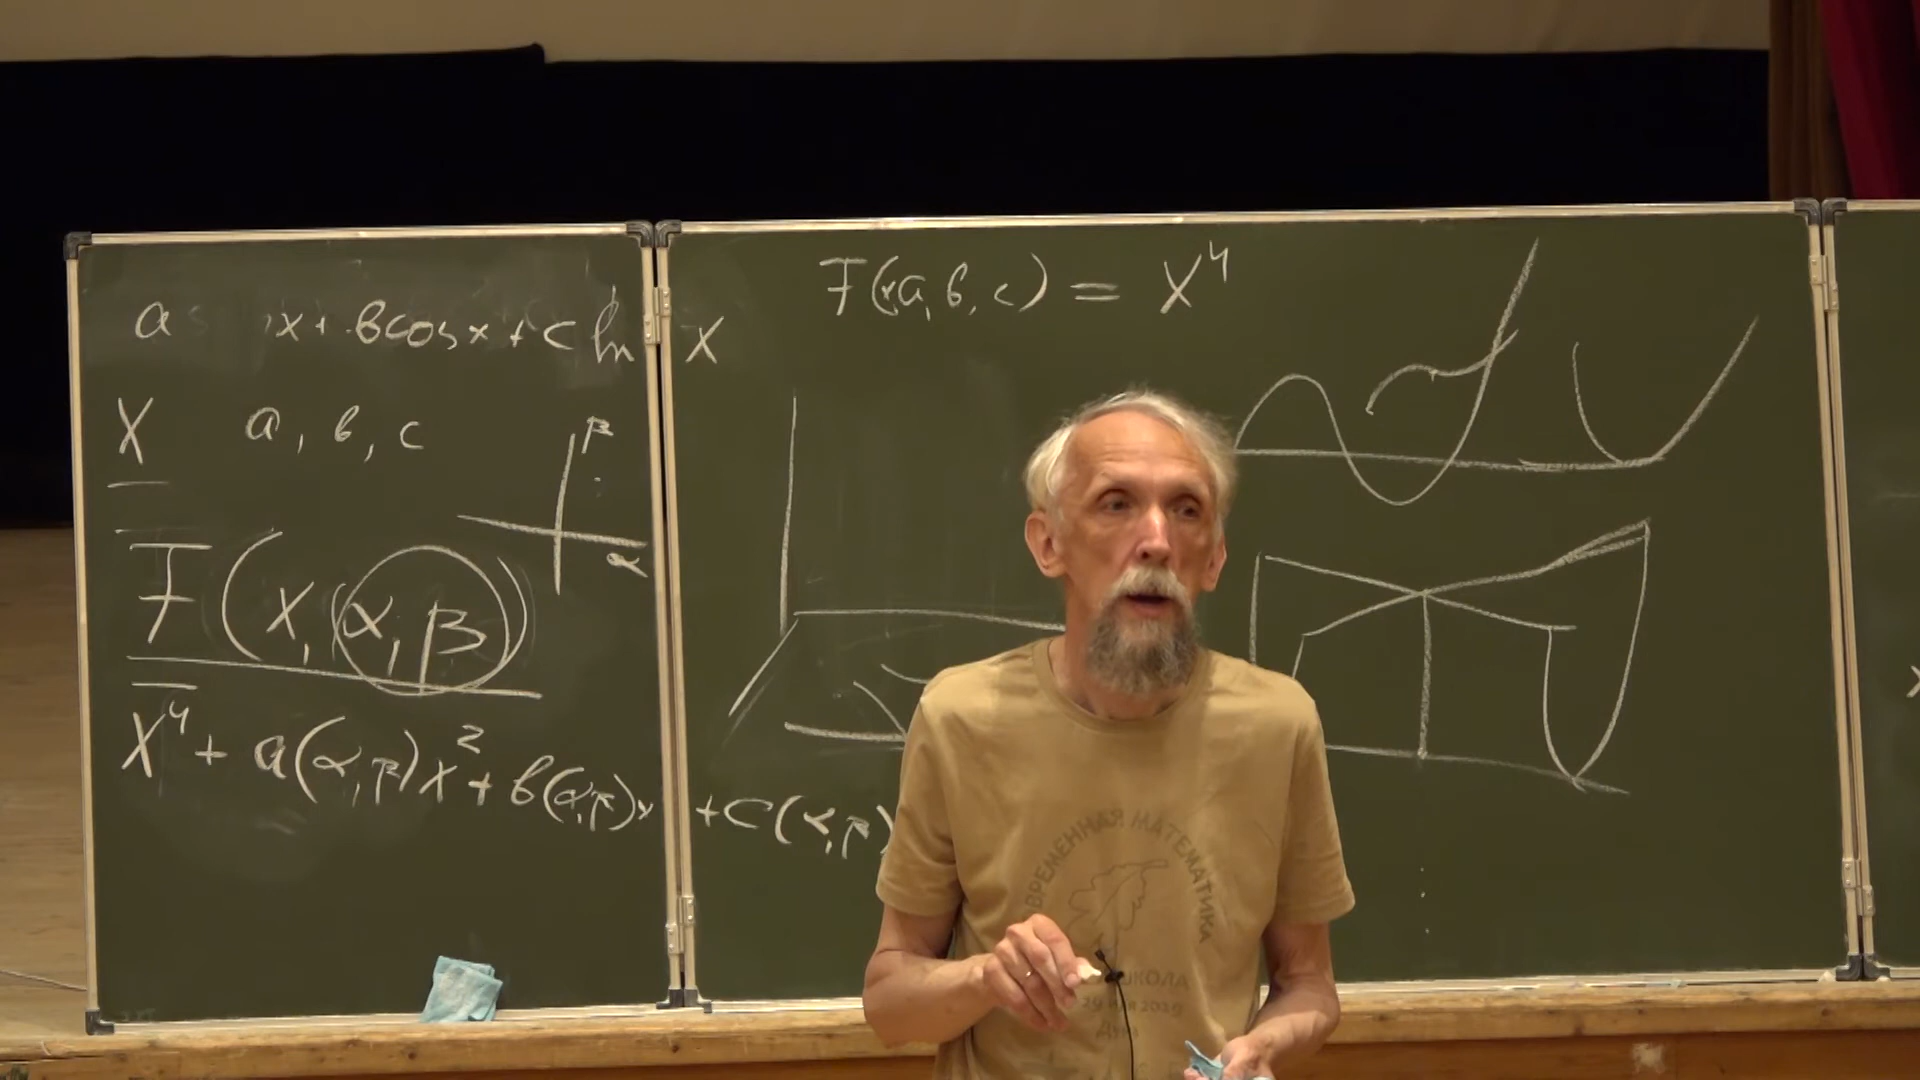 a x + в cos x + c ln x
X a, в, c
β
α
F(x, (α, β))
x⁴ + a(α, β)x² + в(α, β)x + c(α, β)
F(x a, в, c) = x⁴
x
ВРЕМЕННАЯ МАТЕМАТИКА
ШКОЛА